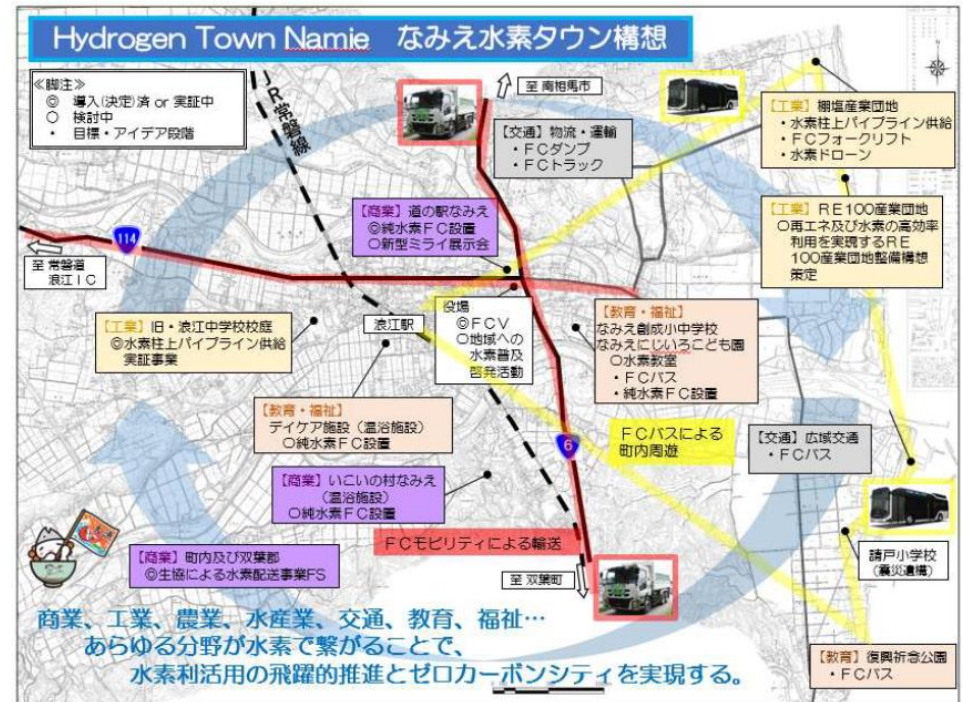 Hydrogen Town Namie なみえ水素タウン構想
≪脚注≫
◎ 導入(決定)済 or 実証中
○ 検討中
・ 目標・アイデア段階
JR常磐線
至 南相馬市
【交通】物流・運輸
・FCダンプ
・FCトラック
【工業】棚塩産業団地
・水素柱上パイプライン供給
・FCフォークリフト
・水素ドローン
【商業】道の駅なみえ
◎純水素FC設置
○新型ミライ展示会
【工業】RE100産業団地
○再エネ及び水素の高効率
利用を実現するRE
100産業団地整備構想
策定
114
至 常磐道
浪江IC
【工業】旧・浪江中学校校庭
◎水素柱上パイプライン供給
実証事業
浪江駅
役場
◎FCV
○地域への
水素普及
啓発活動
【教育・福祉】
なみえ創成小中学校
なみえにじいろこども園
○水素教室
・FCバス
・純水素FC設置
【教育・福祉】
デイケア施設（温浴施設）
○純水素FC設置
6
FCバスによる
町内周遊
【交通】広域交通
・FCバス
【商業】いこいの村なみえ
（温浴施設）
○純水素FC設置
FCモビリティによる輸送
【商業】町内及び双葉郡
◎生協による水素配送事業FS
至 双葉町
請戸小学校
(震災遺構)
商業、工業、農業、水産業、交通、教育、福祉…
あらゆる分野が水素で繋がることで、
水素利活用の飛躍的推進とゼロカーボンシティを実現する。
【教育】復興祈念公園
・FCバス